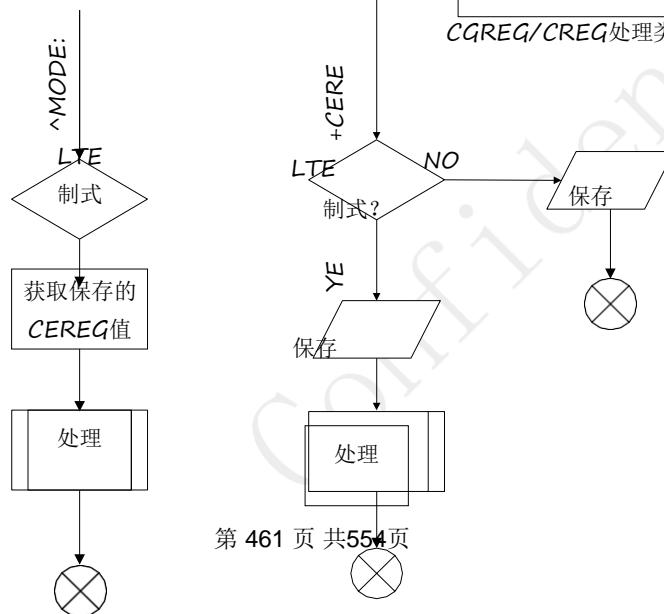 CGREG/CREG处理类
^MODE:
+CERE
LTE
制式
LTE
制式？
NO
保存
获取保存的
CEREG值
YE
保存
处理
处理
第 461 页 共554页
Confiden